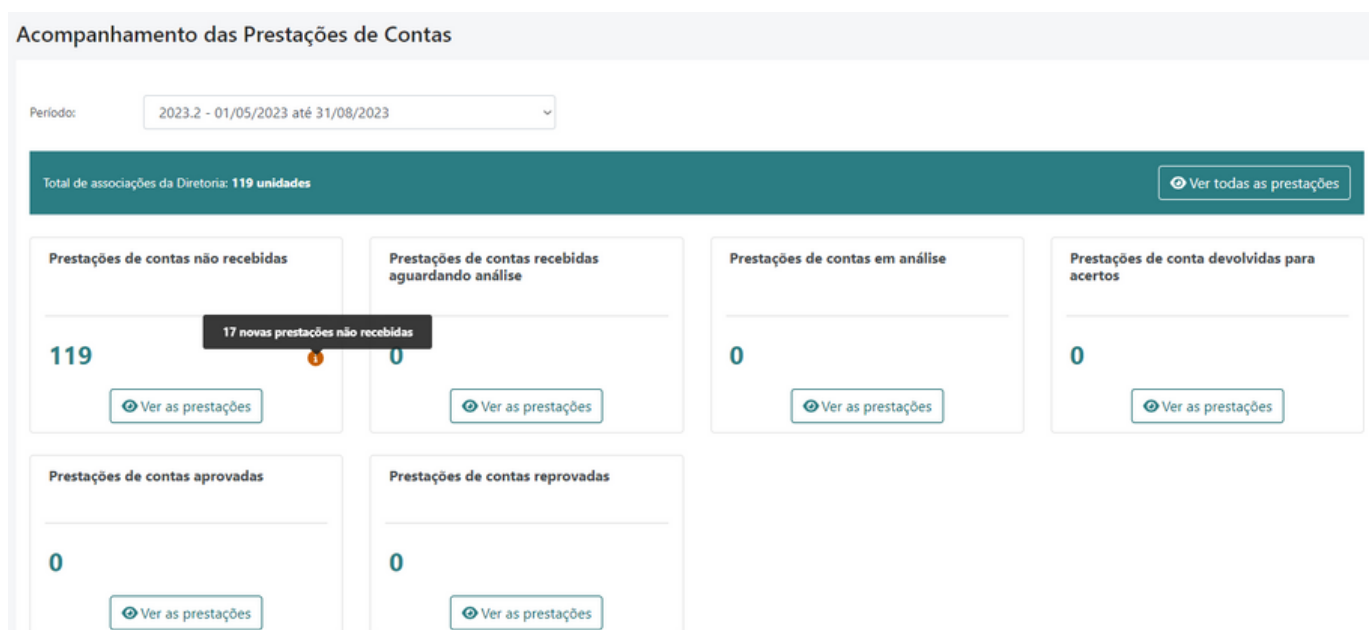 Acompanhamento das Prestações de Contas
Período:
2023.2 - 01/05/2023 até 31/08/2023
Total de associações da Diretoria: 119 unidades
Ver todas as prestações
Prestações de contas não recebidas
17 novas prestações não recebidas
119
Ver as prestações
Prestações de contas recebidas
aguardando análise
0
Ver as prestações
Prestações de contas em análise
0
Ver as prestações
Prestações de conta devolvidas para
acertos
0
Ver as prestações
Prestações de contas aprovadas
0
Ver as prestações
Prestações de contas reprovadas
0
Ver as prestações